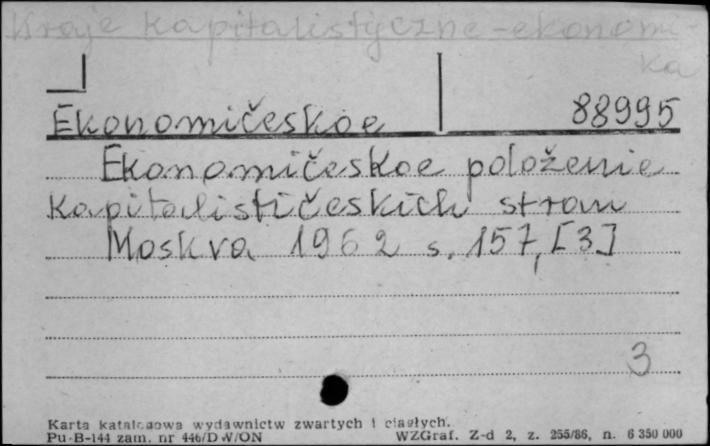 Kraje kapitalistyczne - ekonomi-
ka
Ekonomičeskoe 88995
Ekonomičeskoe položenie
kapitalističeskich stran
Moskva 1962 s. 157, [3]
3
Karta katalogowa wydawnictw zwartych i ciągłych.
Pu-B-144 zam. nr 446/DW/ON WZGraf. Z-d 2, z. 255/86, n. 6 350 000